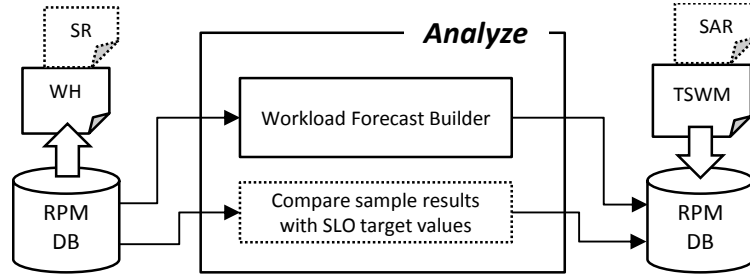 SR
WH
RPM
DB
Analyze
Workload Forecast Builder
Compare sample results
with SLO target values
SAR
TSWM
RPM
DB